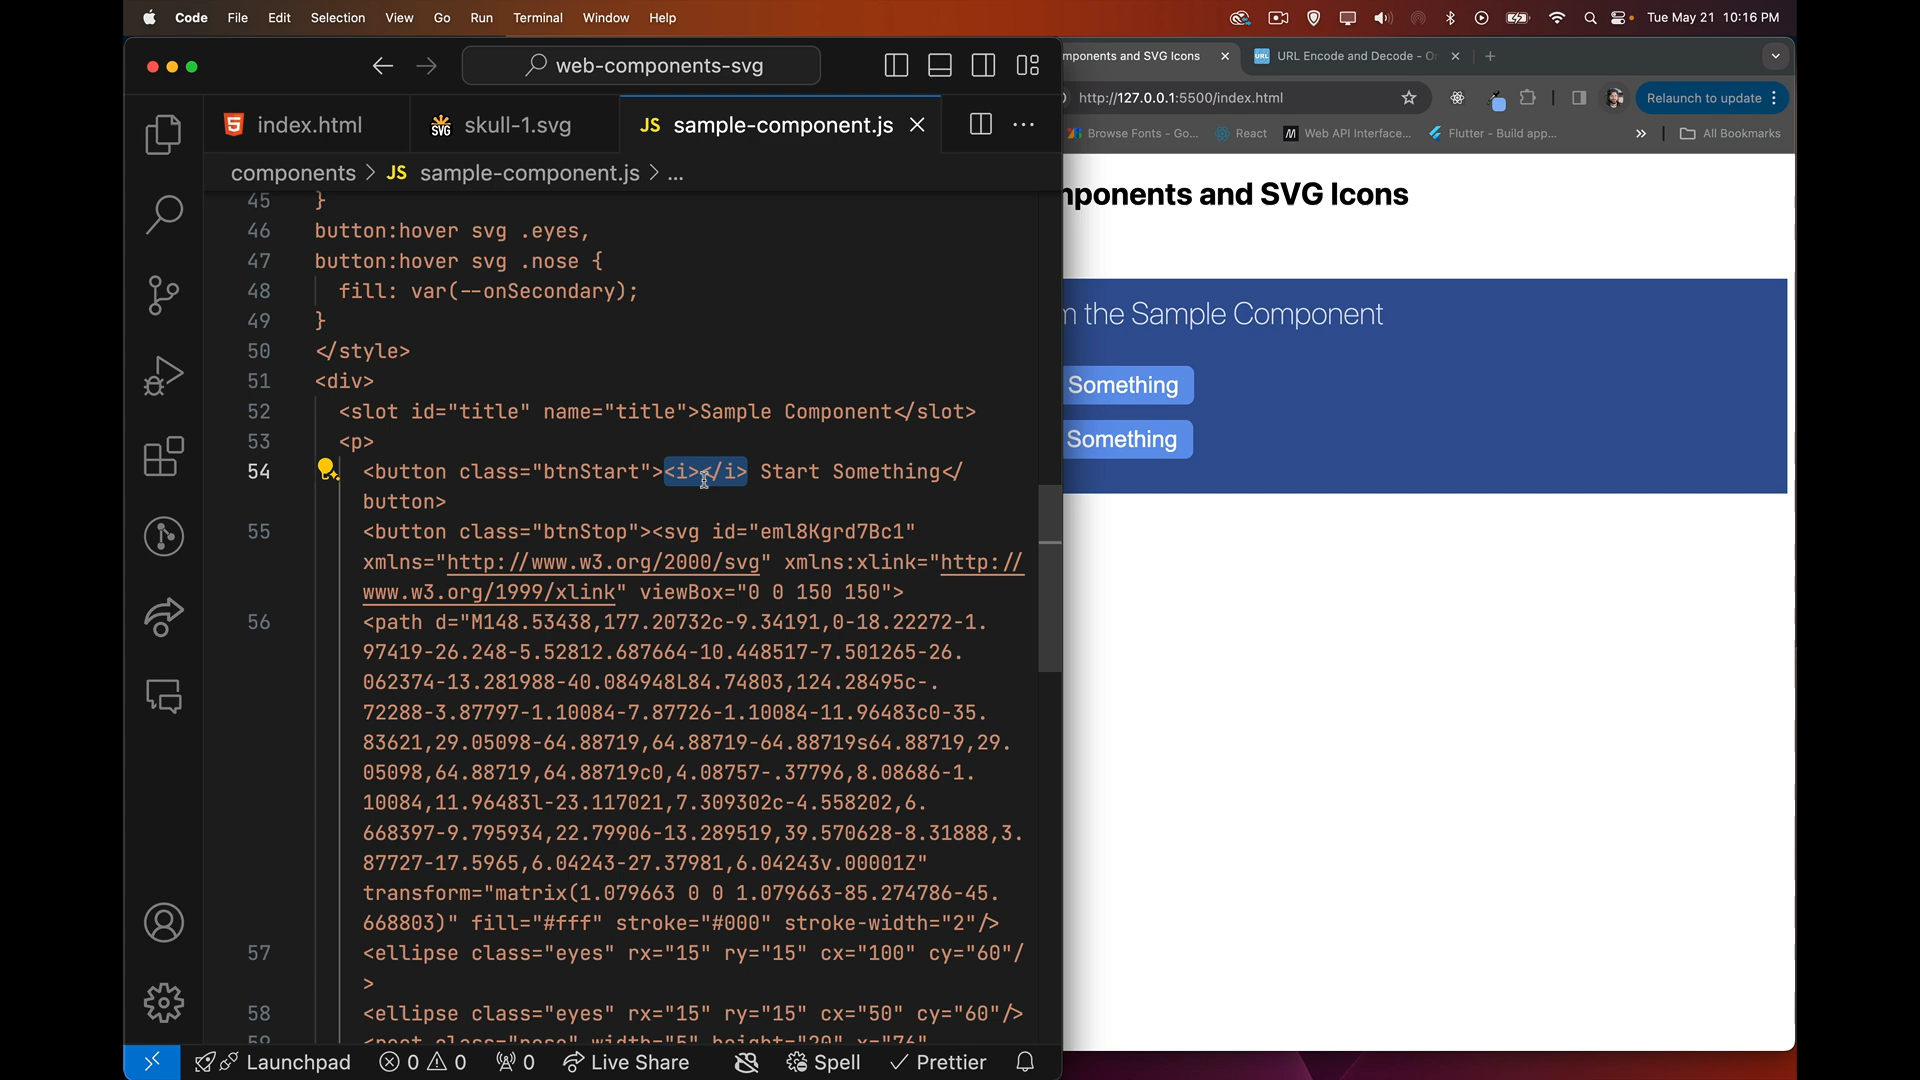 Code File Edit Selection View Go Run Terminal Window Help Tue May 21 10:16 PM
web-components-svg
index.html skull-1.svg JS sample-component.js
components > JS sample-component.js > ...
45 }
46 button:hover svg .eyes,
47 button:hover svg .nose {
48 fill: var(--onSecondary);
49 }
50 </style>
51 <div>
52 <slot id="title" name="title">Sample Component</slot>
53 <p>
54 <button class="btnStart"><i></i> Start Something</
button>
55 <button class="btnStop"><svg id="eml8Kgrd7Bc1"
xmlns="http://www.w3.org/2000/svg" xmlns:xlink="http://
www.w3.org/1999/xlink" viewBox="0 0 150 150">
56 <path d="M148.53438,177.20732c-9.34191,0-18.22272-1.
97419-26.248-5.52812.687664-10.448517-7.501265-26.
062374-13.281988-40.084948L84.74803,124.28495c-.
72288-3.87797-1.10084-7.87726-1.10084-11.96483c0-35.
83621,29.05098-64.88719,64.88719-64.88719s64.88719,29.
05098,64.88719,64.88719c0,4.08757-.37796,8.08686-1.
10084,11.96483l-23.117021,7.309302c-4.558202,6.
668397-9.795934,22.79906-13.289519,39.570628-8.31888,3.
87727-17.5965,6.04243-27.37981,6.04243v.00001Z"
transform="matrix(1.079663 0 0 1.079663-85.274786-45.
668803)" fill="#fff" stroke="#000" stroke-width="2"/>
57 <ellipse class="eyes" rx="15" ry="15" cx="100" cy="60"/
>
58 <ellipse class="eyes" rx="15" ry="15" cx="50" cy="60"/>
Launchpad 0 0 0 Live Share Spell Prettier
mponents and SVG Icons URL URL Encode and Decode - O
http://127.0.0.1:5500/index.html Relaunch to update
Browse Fonts - Go... React Web API Interface... Flutter - Build app... » All Bookmarks
mponents and SVG Icons
m the Sample Component
Something
Something